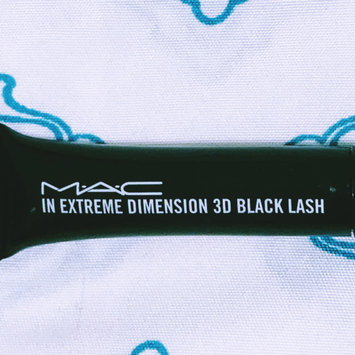 M·A·C
IN EXTREME DIMENSION 3D BLACK LASH